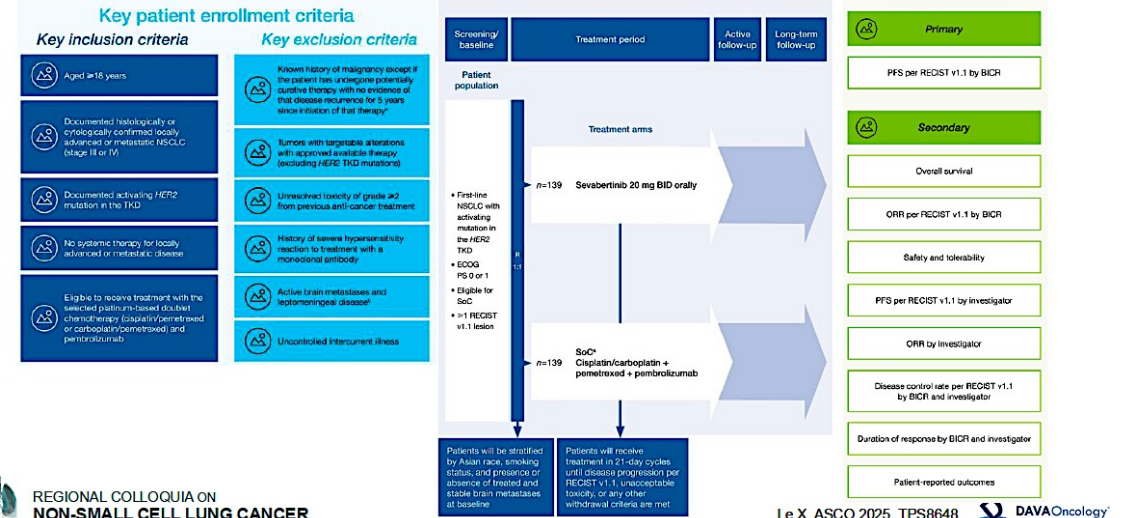 Key patient enrollment criteria
Key inclusion criteria
Aged ≥18 years
Documented histologically or
cytologically confirmed locally
advanced or metastatic NSCLC
(stage III or IV)
Documented activating HER2
mutation in the TKD
No systemic therapy for locally
advanced or metastatic disease
Eligible to receive treatment with the
selected platinum-based doublet
chemotherapy (cisplatin/pemetrexed
or carboplatin/pemetrexed) and
pembrolizumab
Key exclusion criteria
Known history of malignancy except if
the patient has undergone potentially
curative therapy with no evidence of
that disease recurrence for 5 years
since initiation of that therapyª
Tumors with targetable alterations
with approved available therapy
(excluding HER2 TKD mutations)
Unresolved toxicity of grade ≥2
from previous anti-cancer treatment
History of severe hypersensitivity
reaction to treatment with a
monoclonal antibody
Active brain metastases and
leptomeningeal diseaseᵇ
Uncontrolled intercurrent illness
Screening/
baseline
Treatment period
Active
follow-up
Long-term
follow-up
Patient
population
• First-line
NSCLC with
activating
mutation in
the HER2
TKD
• ECOG
PS 0 or 1
• Eligible for
SoC
• ≥1 RECIST
v1.1 lesion
R
1:1
Treatment arms
n=139 Sevabertinib 20 mg BID orally
n=139
SoCª
Cisplatin/carboplatin +
pemetrexed + pembrolizumab
Patients will be stratified
by Asian race, smoking
status, and presence or
absence of treated and
stable brain metastases
at baseline
Patients will receive
treatment in 21-day cycles
until disease progression per
RECIST v1.1, unacceptable
toxicity, or any other
withdrawal criteria are met
Primary
PFS per RECIST v1.1 by BICR
Secondary
Overall survival
ORR per RECIST v1.1 by BICR
Safety and tolerability
PFS per RECIST v1.1 by investigator
ORR by investigator
Disease control rate per RECIST v1.1
by BICR and investigator
Duration of response by BICR and investigator
Patient-reported outcomes
REGIONAL COLLOQUIA ON
NON-SMALL CELL LUNG CANCER
Le X, ASCO 2025, TPS8648
DAVAOncology